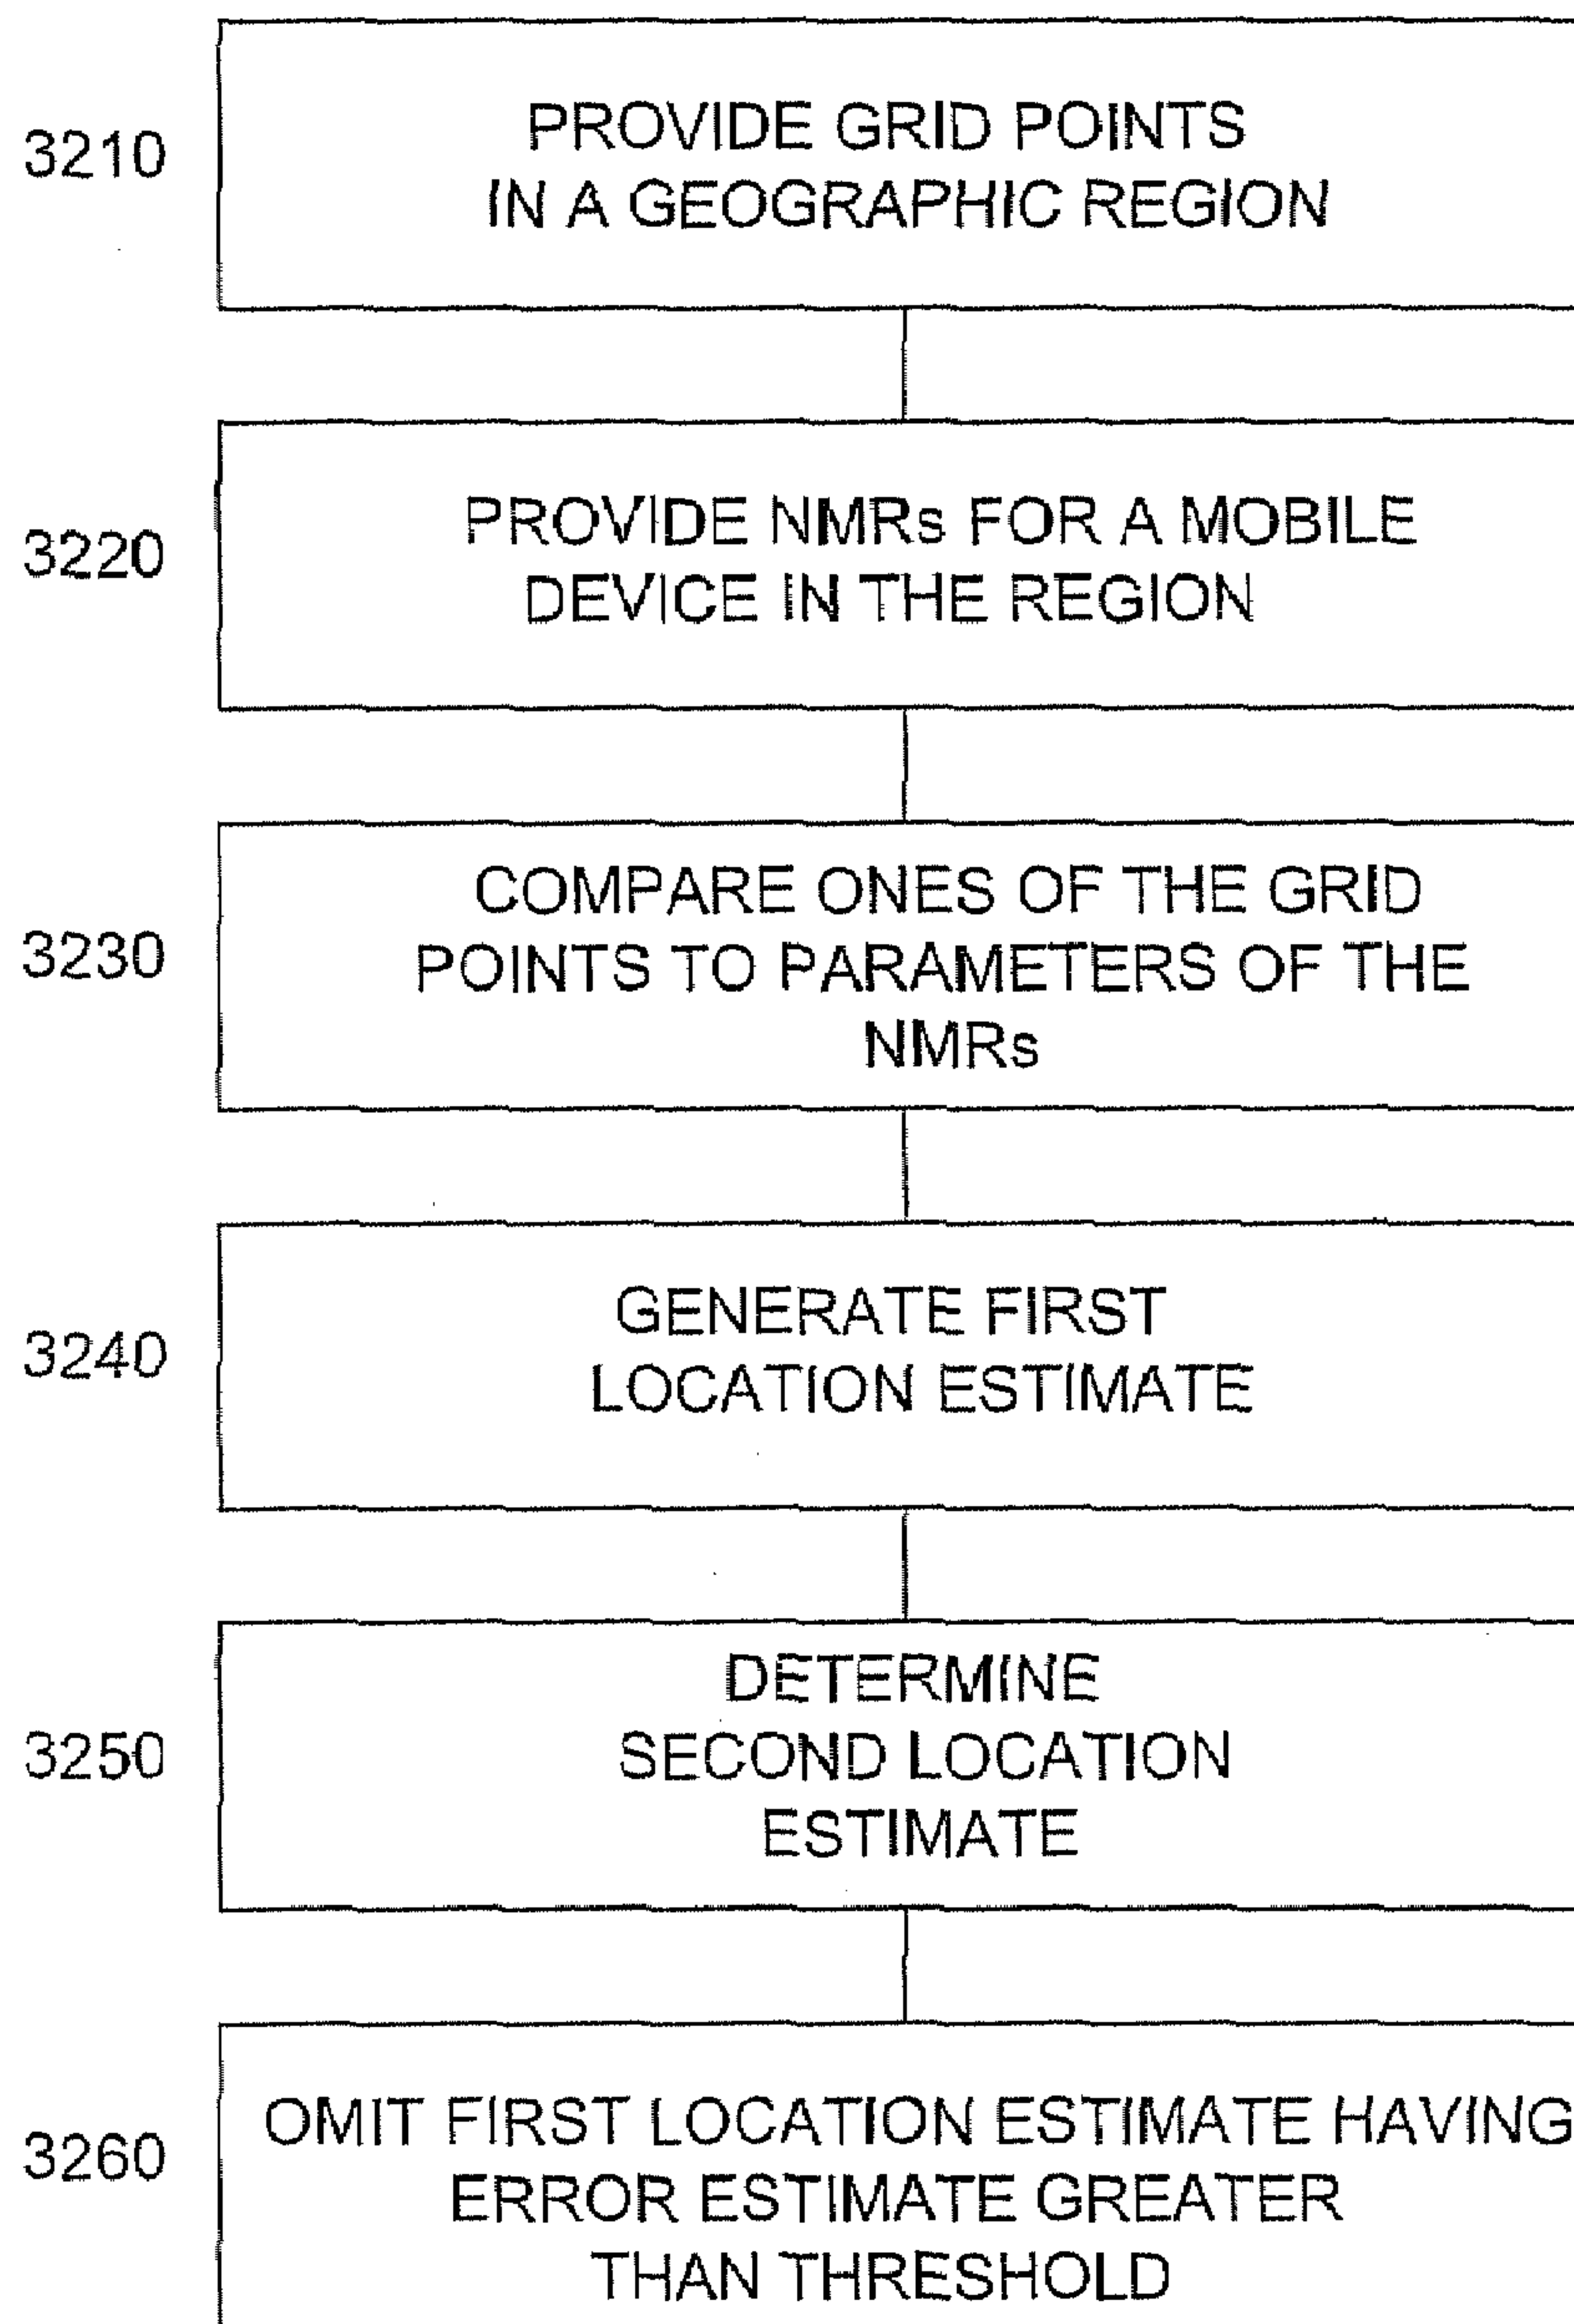 3210
PROVIDE GRID POINTS
IN A GEOGRAPHIC REGION
3220
PROVIDE NMRs FOR A MOBILE
DEVICE IN THE REGION
3230
COMPARE ONES OF THE GRID
POINTS TO PARAMETERS OF THE
NMRs
3240
GENERATE FIRST
LOCATION ESTIMATE
3250
DETERMINE
SECOND LOCATION
ESTIMATE
3260
OMIT FIRST LOCATION ESTIMATE HAVING
ERROR ESTIMATE GREATER
THAN THRESHOLD